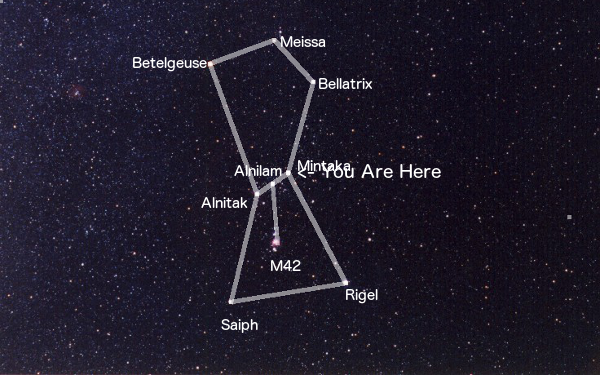 Meissa
Betelgeuse
Bellatrix
Mintaka
Alnilam
<- You Are Here
Alnitak
M42
Rigel
Saiph